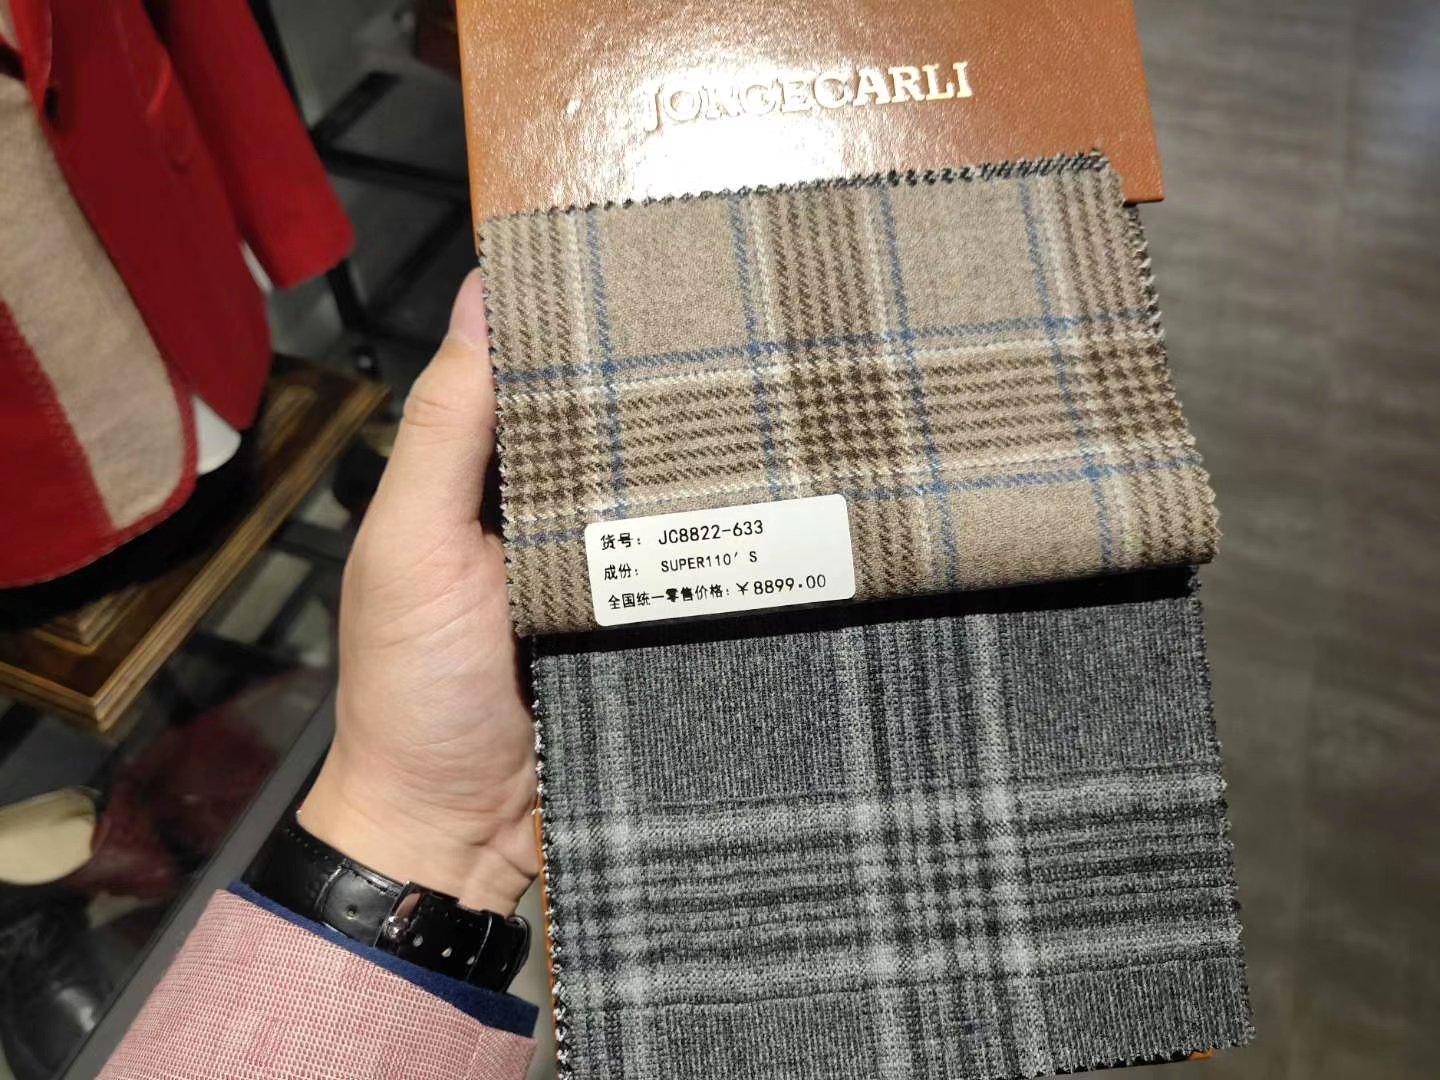 JORGECARLI
货号： JC8822-633
成份： SUPER110′S
全国统一零售价格：￥8899.00